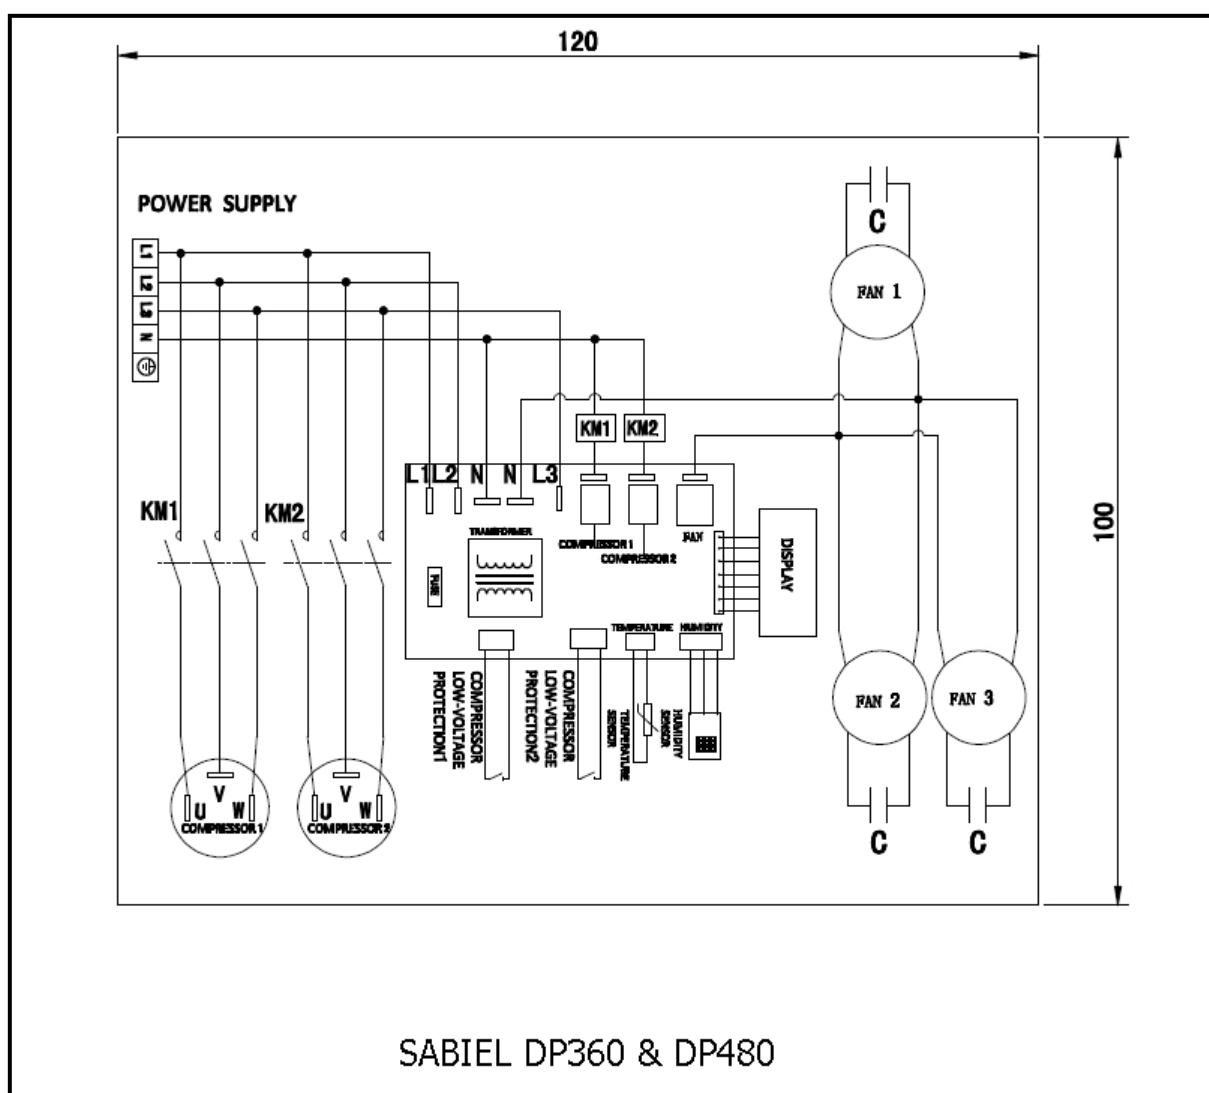 120
POWER SUPPLY
C
L1
L2
L3
N
FAN 1
KM1
KM2
L1
L2
N
N
L3
KM1
KM2
TRANSFORMER
COMPRESSOR 1
COMPRESSOR 2
FAN
DISPLAY
100
FUSE
TEMPERATURE
HUMIDITY
COMPRESSOR
LOW-VOLTAGE
PROTECTION1
COMPRESSOR
LOW-VOLTAGE
PROTECTION2
TEMPERATURE
SENSOR
HUMIDITY
SENSOR
FAN 2
FAN 3
U
V
W
COMPRESSOR 1
U
V
W
COMPRESSOR 2
C
C
SABIEL DP360 & DP480